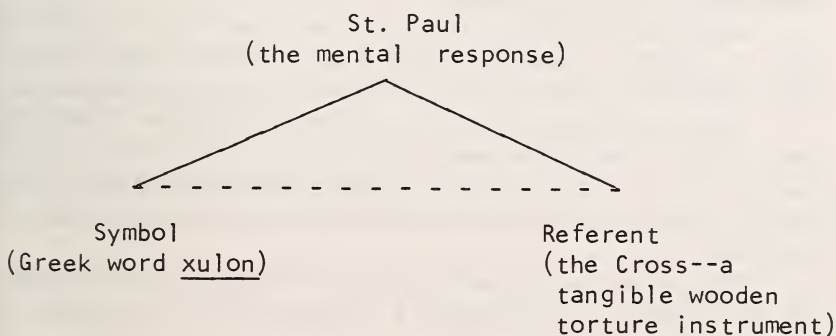 St. Paul
(the mental response)
Symbol
(Greek word xulon)
Referent
(the Cross--a
tangible wooden
torture instrument)